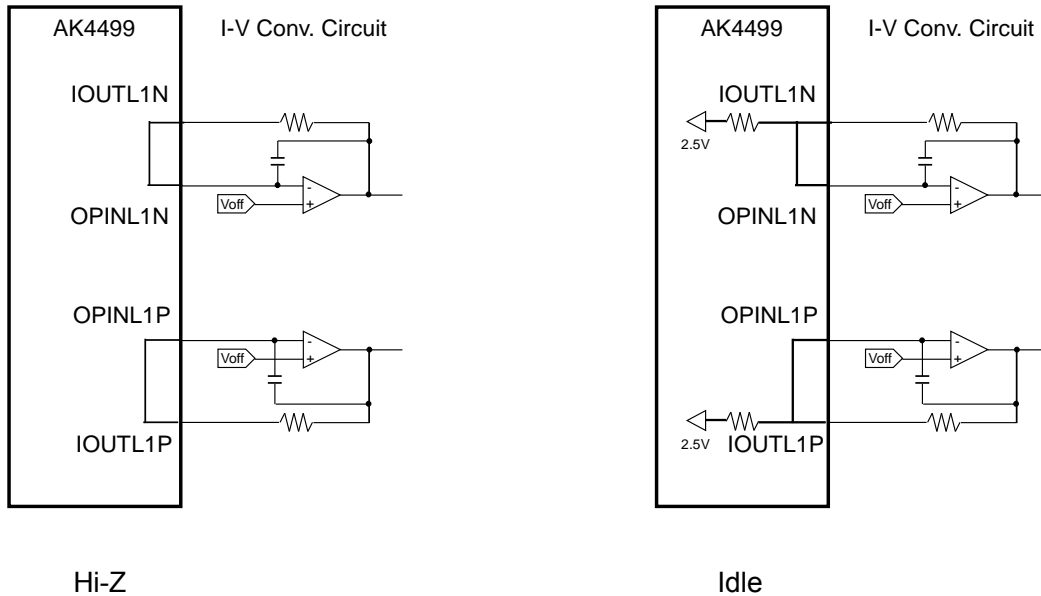 AK4499
I-V Conv. Circuit
IOUTL1N
-
Voff
+
OPINL1N
OPINL1P
-
Voff
+
IOUTL1P
Hi-Z
AK4499
I-V Conv. Circuit
IOUTL1N
2.5V
-
Voff
+
OPINL1N
OPINL1P
-
Voff
+
2.5V
IOUTL1P
Idle